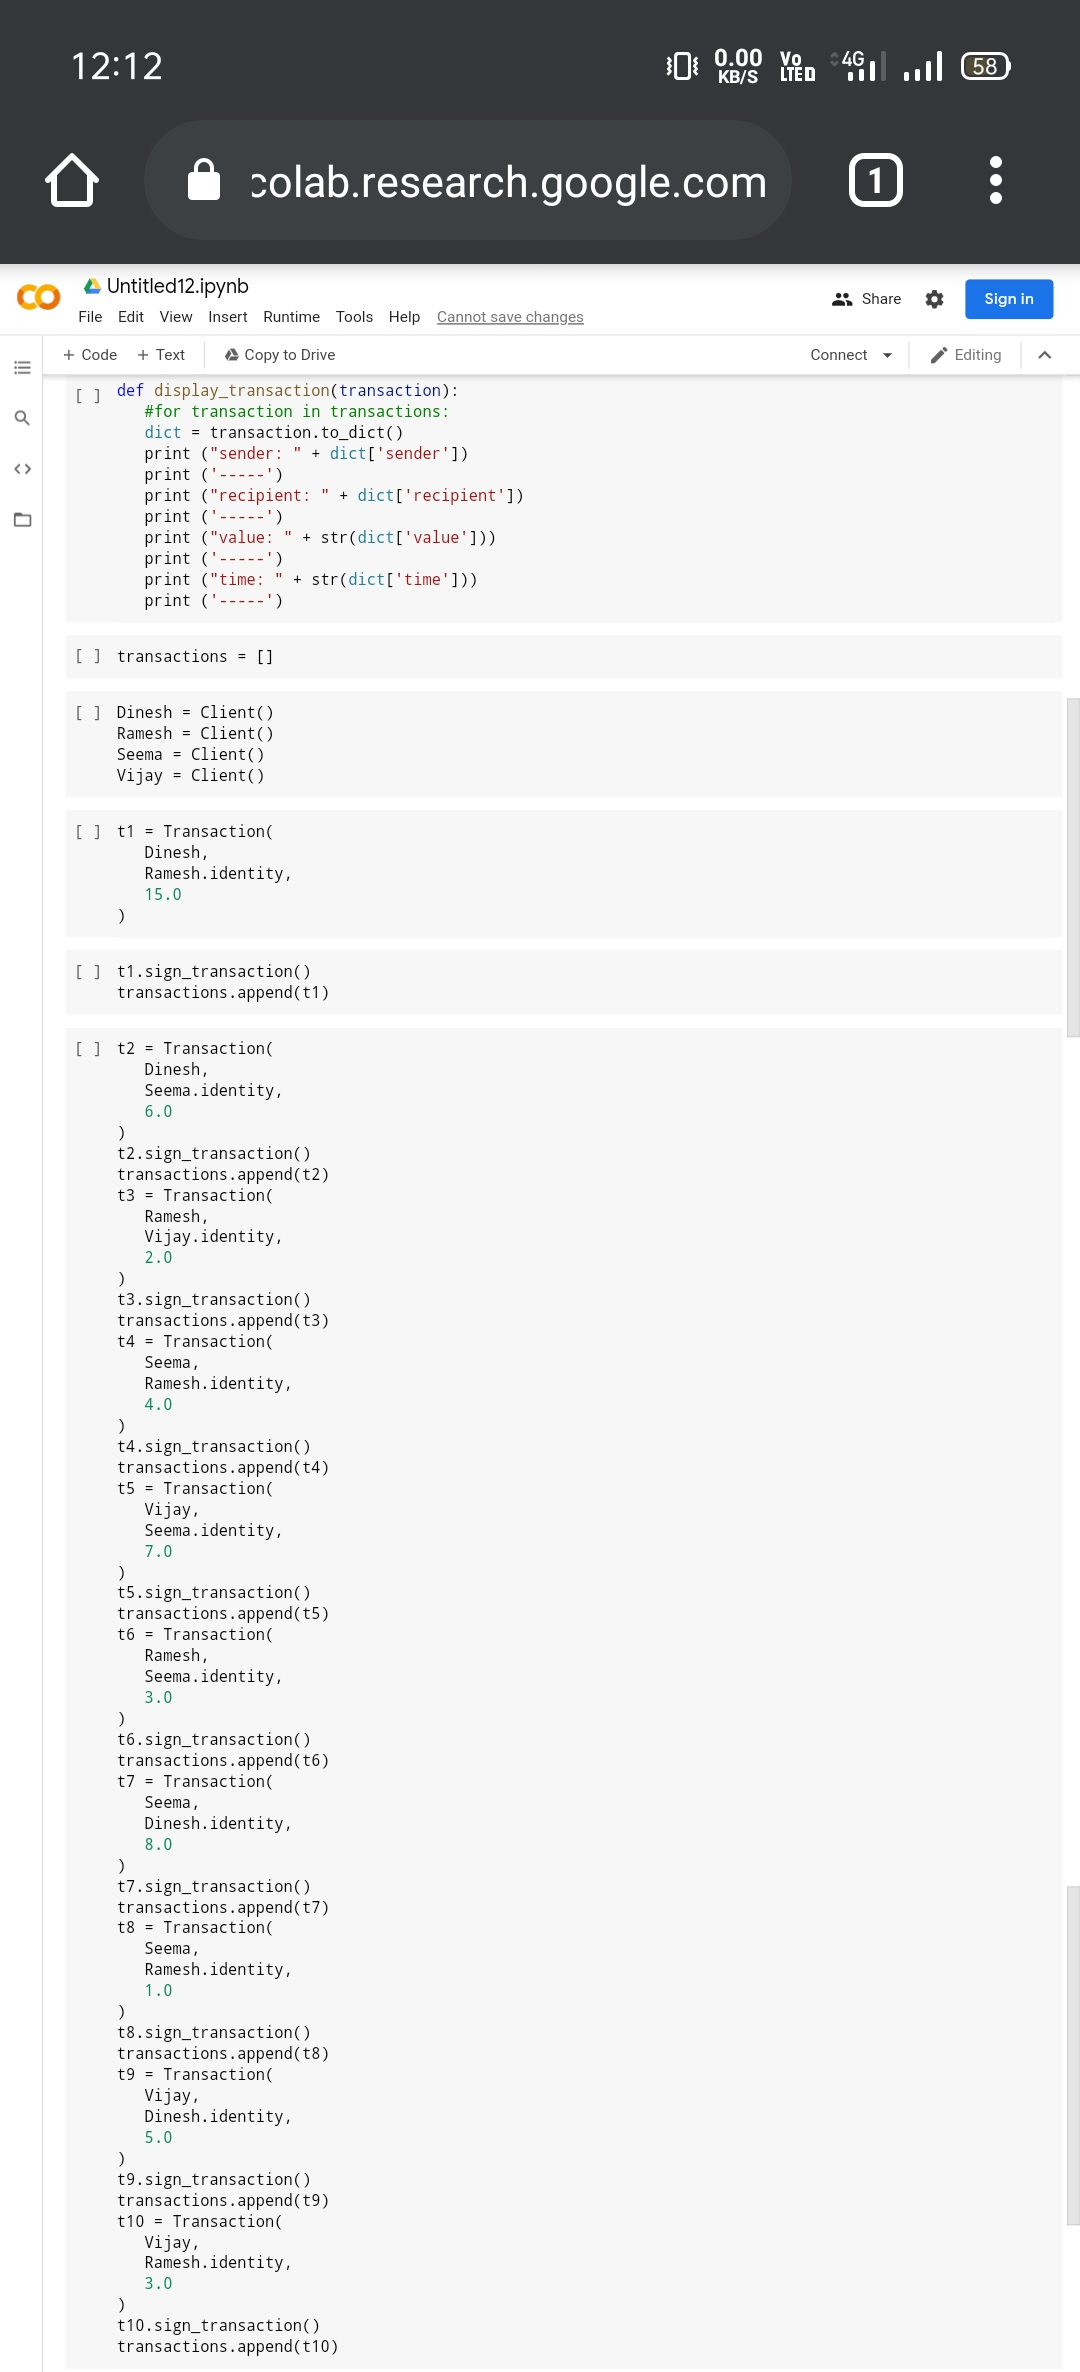 12:12
0.00 KB/S
Vo LTE
4G
58
colab.research.google.com
1
Untitled12.ipynb
File Edit View Insert Runtime Tools Help Cannot save changes
Share
Sign in
+ Code + Text Copy to Drive
Connect
Editing
[ ] def display_transaction(transaction):
#for transaction in transactions:
dict = transaction.to_dict()
print ("sender: " + dict['sender'])
print ('-----')
print ("recipient: " + dict['recipient'])
print ('-----')
print ("value: " + str(dict['value']))
print ('-----')
print ("time: " + str(dict['time']))
print ('-----')
[ ] transactions = []
[ ] Dinesh = Client()
Ramesh = Client()
Seema = Client()
Vijay = Client()
[ ] t1 = Transaction(
Dinesh,
Ramesh.identity,
15.0
)
[ ] t1.sign_transaction()
transactions.append(t1)
[ ] t2 = Transaction(
Dinesh,
Seema.identity,
6.0
)
t2.sign_transaction()
transactions.append(t2)
t3 = Transaction(
Ramesh,
Vijay.identity,
2.0
)
t3.sign_transaction()
transactions.append(t3)
t4 = Transaction(
Seema,
Ramesh.identity,
4.0
)
t4.sign_transaction()
transactions.append(t4)
t5 = Transaction(
Vijay,
Seema.identity,
7.0
)
t5.sign_transaction()
transactions.append(t5)
t6 = Transaction(
Ramesh,
Seema.identity,
3.0
)
t6.sign_transaction()
transactions.append(t6)
t7 = Transaction(
Seema,
Dinesh.identity,
8.0
)
t7.sign_transaction()
transactions.append(t7)
t8 = Transaction(
Seema,
Ramesh.identity,
1.0
)
t8.sign_transaction()
transactions.append(t8)
t9 = Transaction(
Vijay,
Dinesh.identity,
5.0
)
t9.sign_transaction()
transactions.append(t9)
t10 = Transaction(
Vijay,
Ramesh.identity,
3.0
)
t10.sign_transaction()
transactions.append(t10)